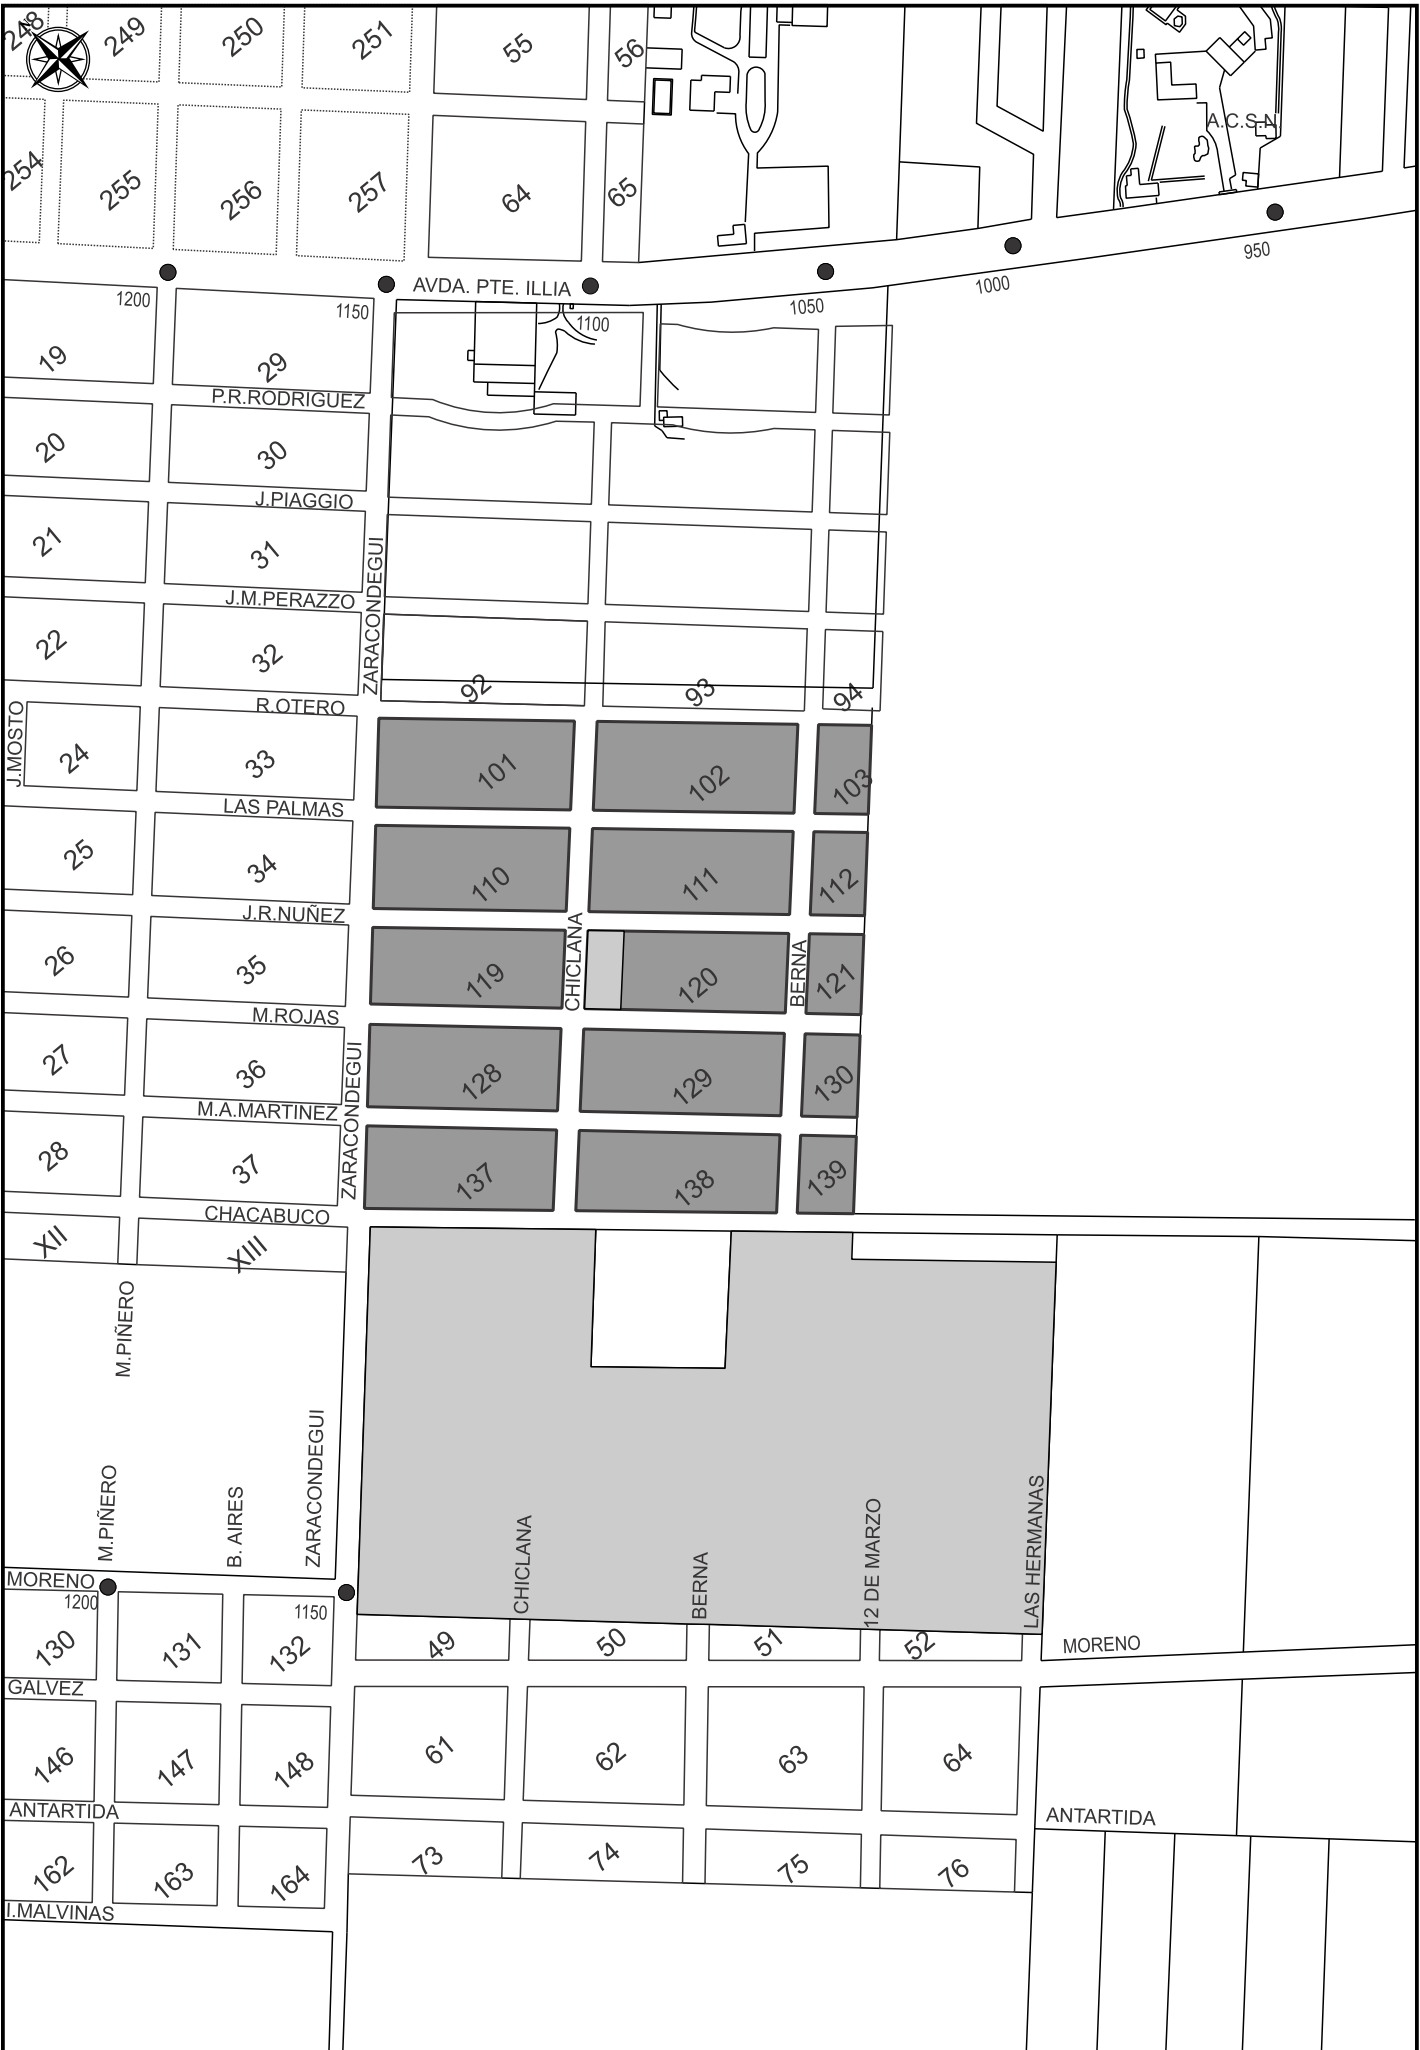 N
248
249
250
251
55
56
A.C.S.N.
254
255
256
257
64
65
950
1000
1050
AVDA. PTE. ILLIA
1100
1200
1150
19
29
P.R.RODRIGUEZ
20
30
J.PIAGGIO
21
31
ZARACONDEGUI
J.M.PERAZZO
22
32
92
93
94
R.OTERO
J.MOSTO
24
33
101
102
103
LAS PALMAS
25
34
110
111
112
J.R.NUÑEZ
26
35
119
CHICLANA
120
BERNA
121
M.ROJAS
27
36
ZARACONDEGUI
128
129
130
M.A.MARTINEZ
28
37
137
138
139
CHACABUCO
XII
XIII
M.PIÑERO
M.PIÑERO
B. AIRES
ZARACONDEGUI
CHICLANA
BERNA
12 DE MARZO
LAS HERMANAS
MORENO
1200
1150
130
131
132
49
50
51
52
MORENO
GALVEZ
146
147
148
61
62
63
64
ANTARTIDA
ANTARTIDA
162
163
164
73
74
75
76
I.MALVINAS